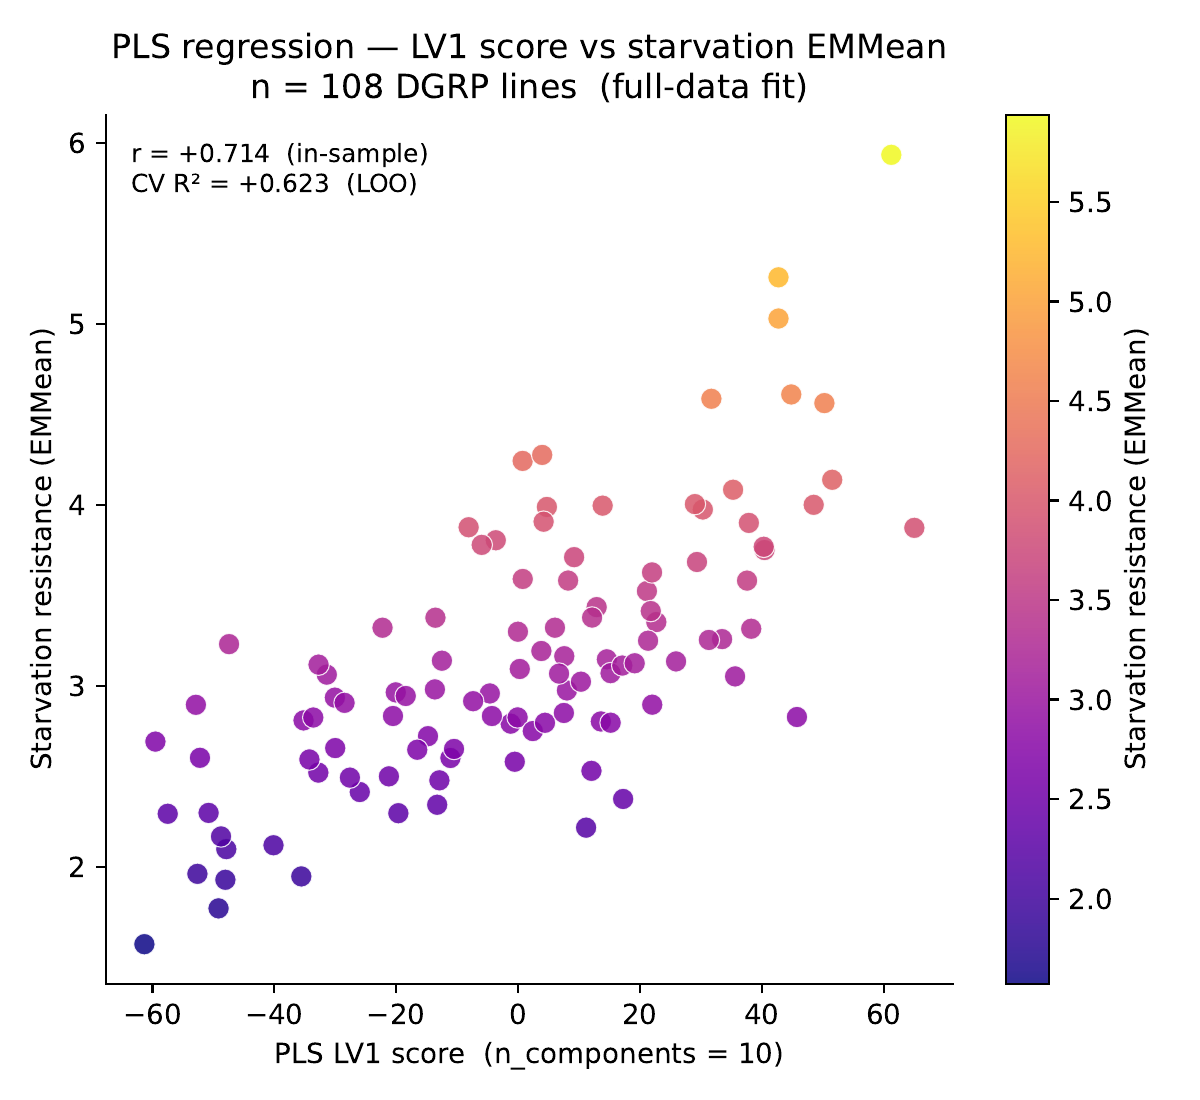 PLS regression — LV1 score vs starvation EMMean
n = 108 DGRP lines  (full-data fit)
r = +0.714  (in-sample)
CV R² = +0.623  (LOO)
6
5
4
3
2
Starvation resistance (EMMean)
−60
−40
−20
0
20
40
60
PLS LV1 score  (n_components = 10)
5.5
5.0
4.5
4.0
3.5
3.0
2.5
2.0
Starvation resistance (EMMean)